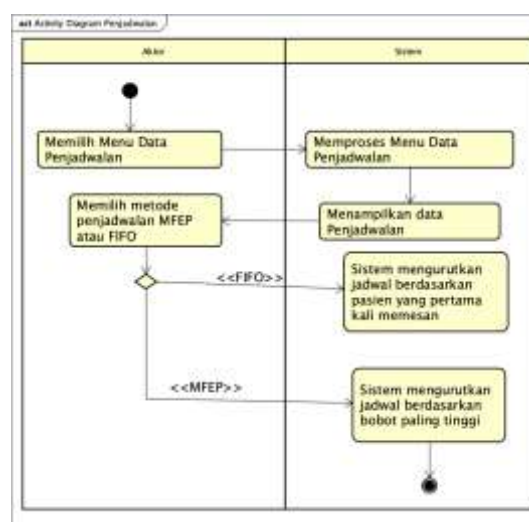 act Activity Diagram Penjadwalan
Aktor
Sistem
Memilih Menu Data
Penjadwalan
Memproses Menu Data
Penjadwalan
Memilih metode
penjadwalan MFEP
atau FIFO
Menampilkan data
Penjadwalan
<<FIFO>>
Sistem mengurutkan
jadwal berdasarkan
pasien yang pertama
kali memesan
<<MFEP>>
Sistem mengurutkan
jadwal berdasarkan
bobot paling tinggi